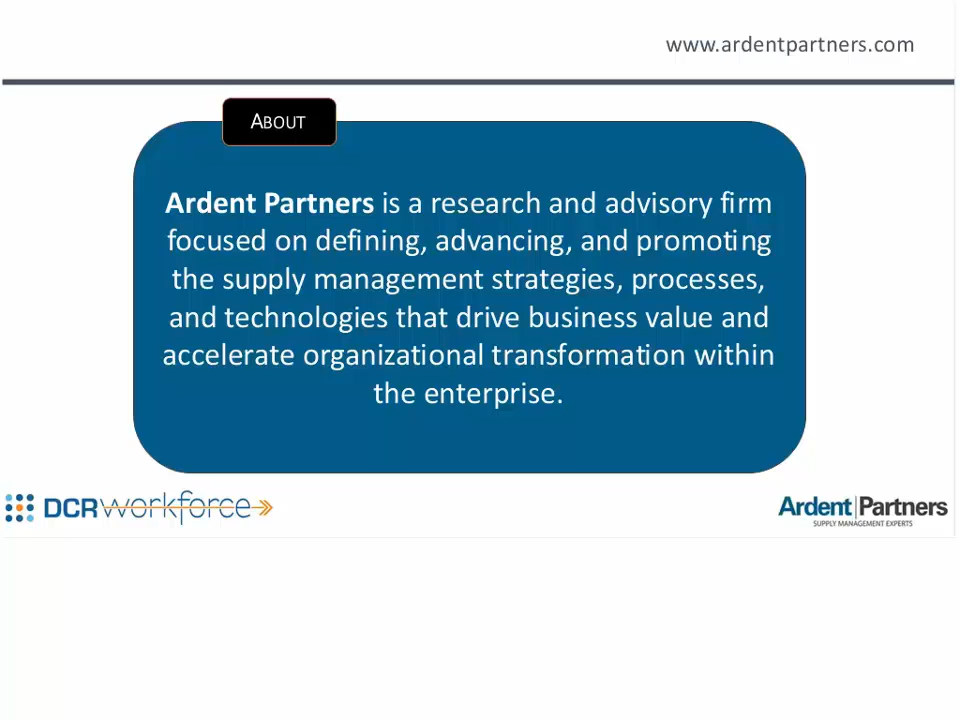 www.ardentpartners.com
ABOUT
Ardent Partners is a research and advisory firm
focused on defining, advancing, and promoting
the supply management strategies, processes,
and technologies that drive business value and
accelerate organizational transformation within
the enterprise.
DCRworkforce
Ardent|Partners
SUPPLY MANAGEMENT EXPERTS